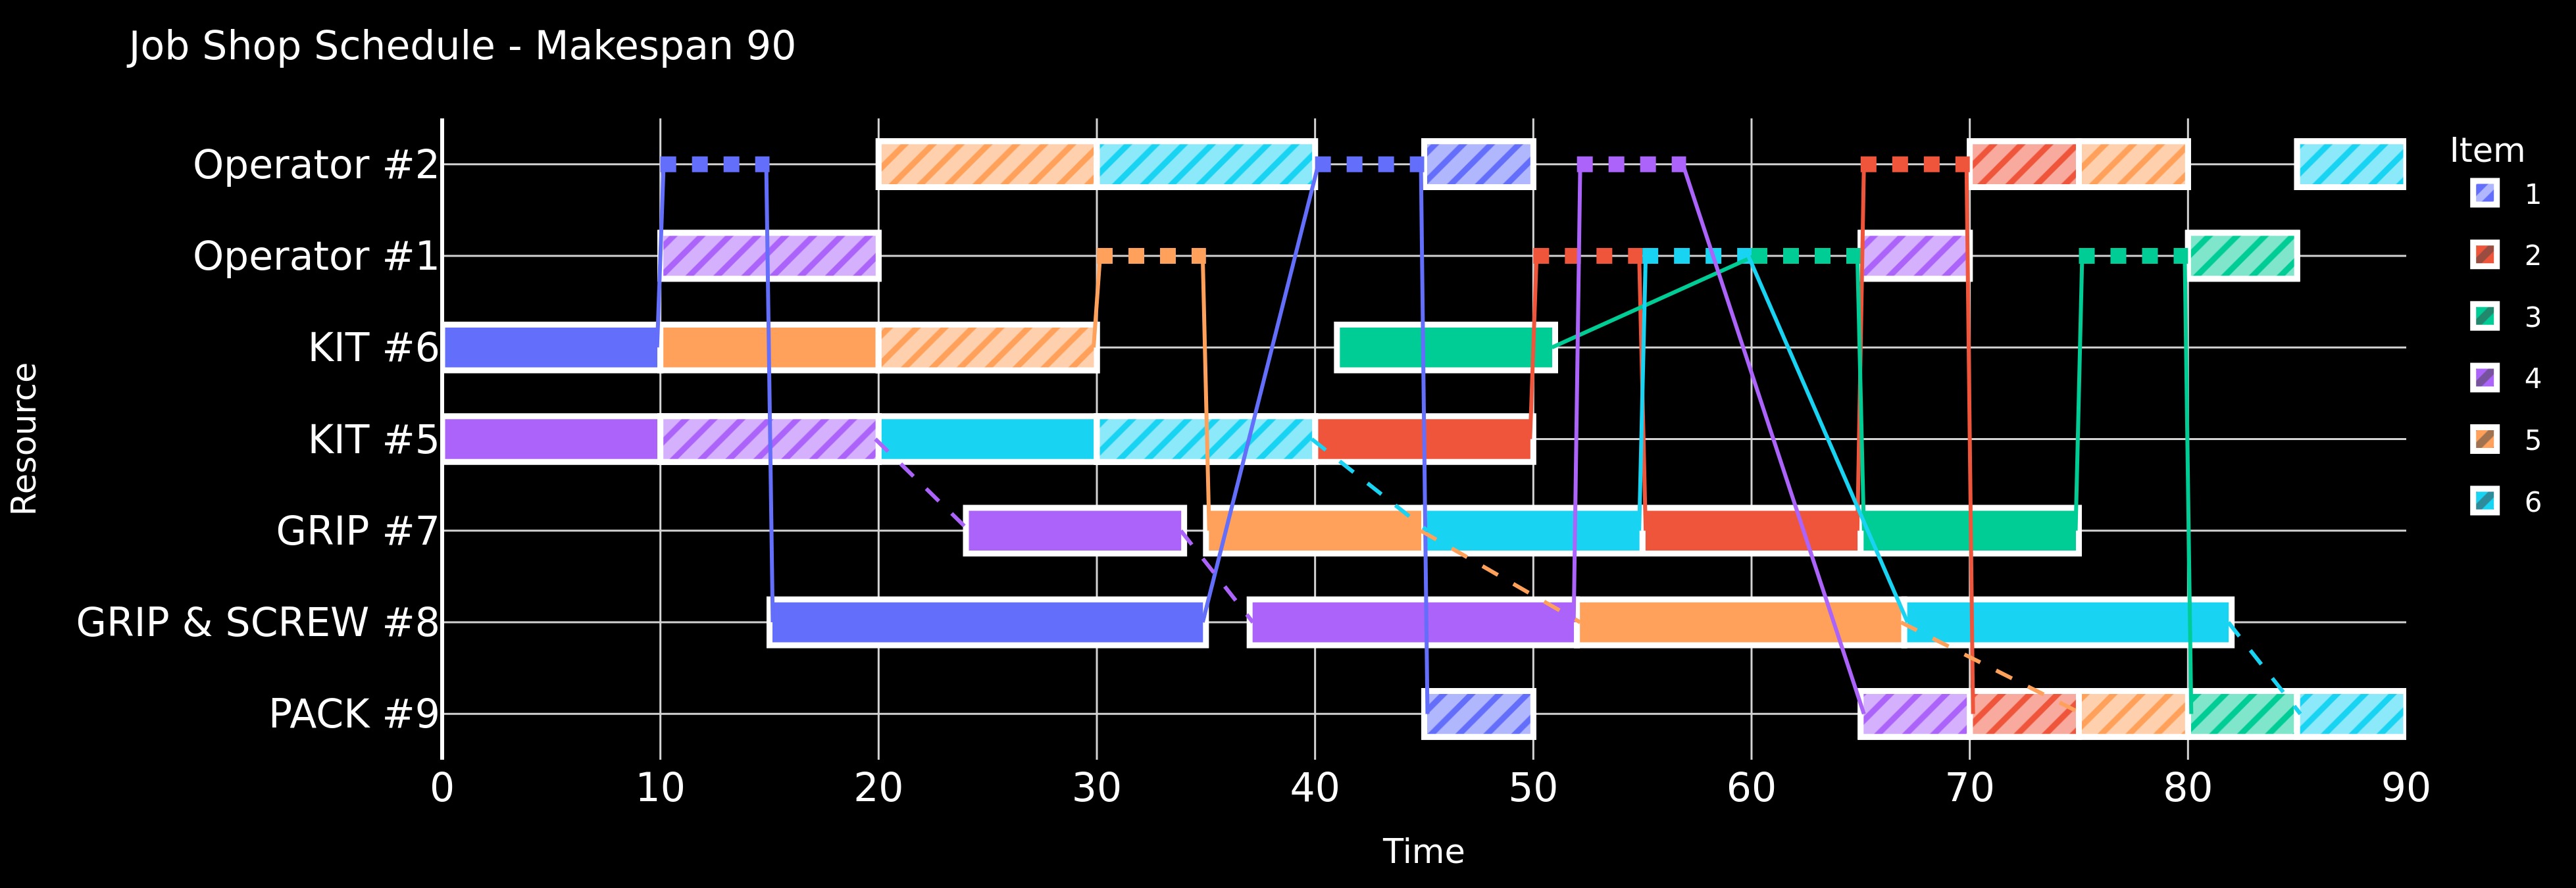 Job Shop Schedule - Makespan 90
Operator #2
Operator #1
KIT #6
KIT #5
GRIP #7
GRIP & SCREW #8
PACK #9
Resource
0 10 20 30 40 50 60 70 80 90
Time
Item
1
2
3
4
5
6